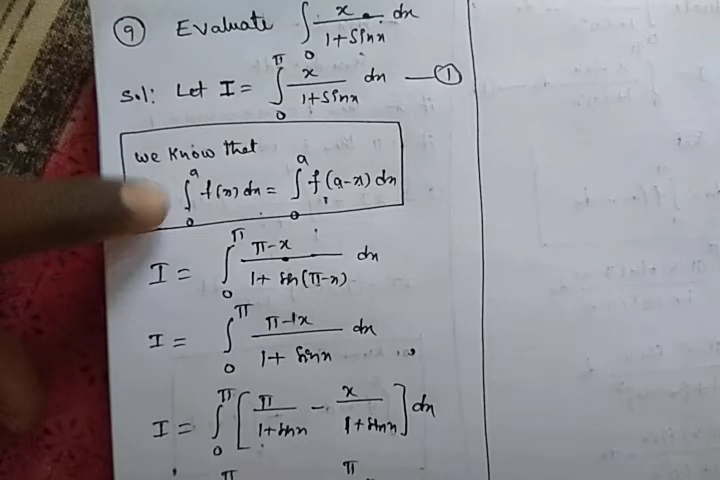 ⑨ Evaluate ∫₀ x/(1+Sinx) dx
Sol: Let I = ∫₀^π x/(1+Sinx) dx —①
We know that
∫₀^a f(x) dx = ∫₀^a f(a-x) dx
I = ∫₀^π (π-x)/(1+Sin(π-x)) dx
I = ∫₀^π (π-x)/(1+Sinx) dx
I = ∫₀^π [π/(1+Sinx) - x/(1+Sinx)] dx
π π